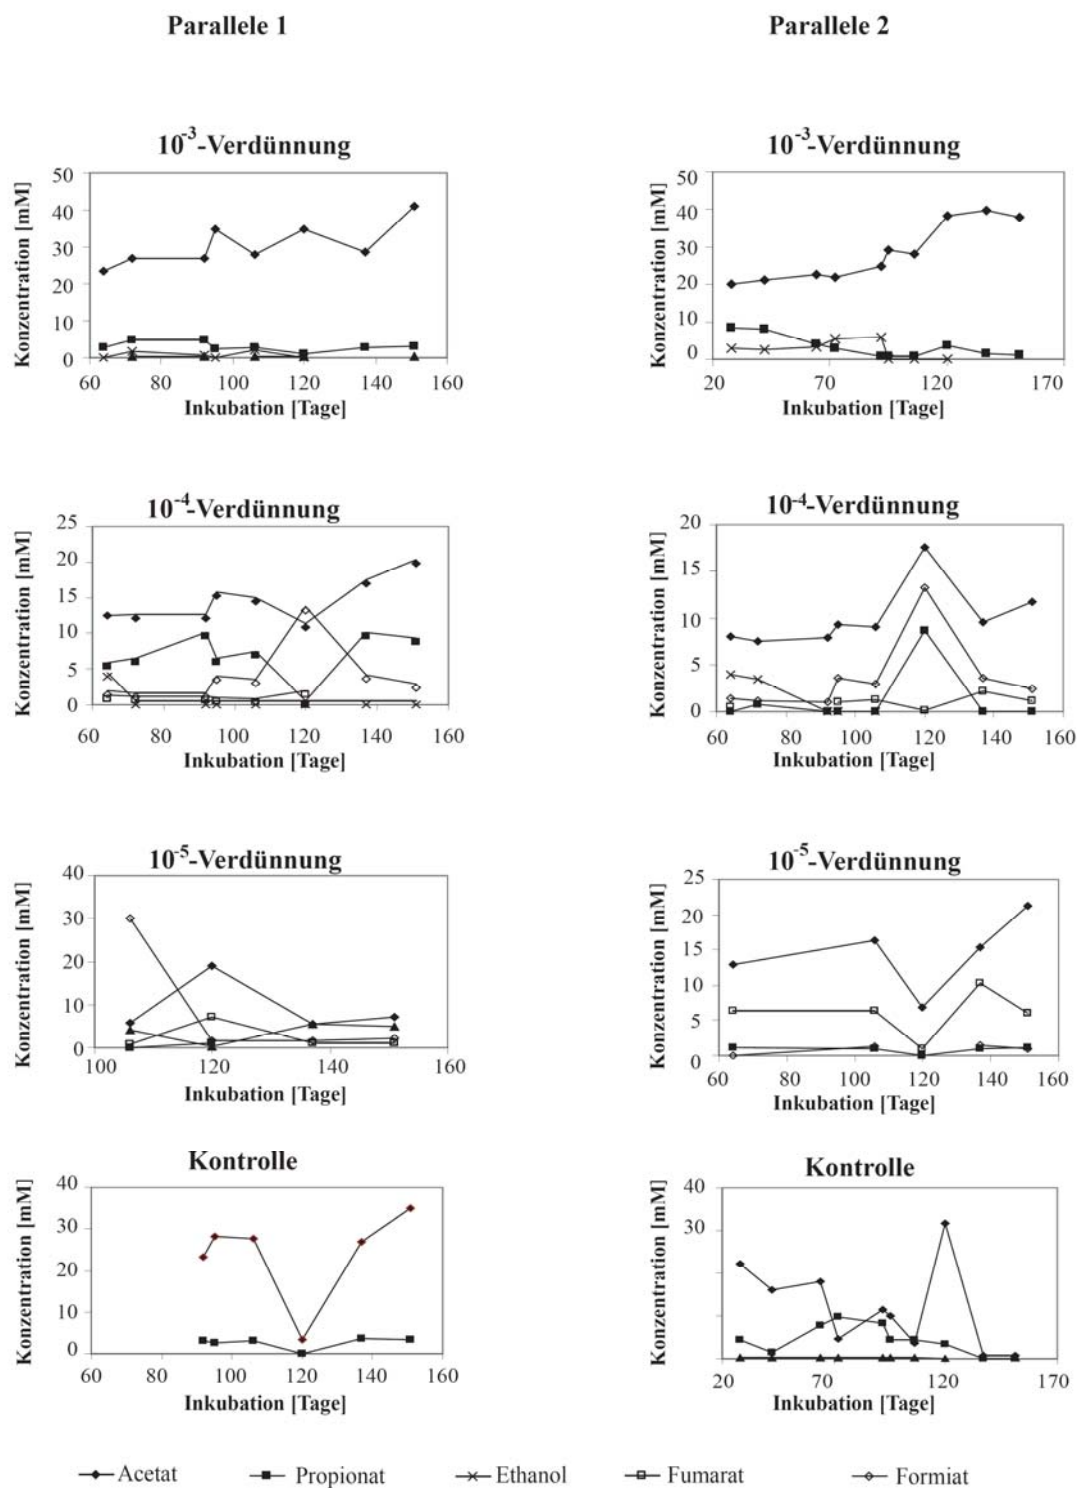 Parallele 1
Parallele 2
10-3-Verdünnung
Konzentration [mM]
50
40
30
20
10
0
60 80 100 120 140 160
Inkubation [Tage]
10-3-Verdünnung
Konzentration [mM]
50
40
30
20
10
0
20 70 120 170
Inkubation [Tage]
10-4-Verdünnung
Konzentration [mM]
25
20
15
10
5
0
60 80 100 120 140 160
Inkubation [Tage]
10-4-Verdünnung
Konzentration [mM]
20
15
10
5
0
60 80 100 120 140 160
Inkubation [Tage]
10-5-Verdünnung
Konzentration [mM]
40
30
20
10
0
100 120 140 160
Inkubation [Tage]
10-5-Verdünnung
Konzentration [mM]
25
20
15
10
5
0
60 80 100 120 140 160
Inkubation [Tage]
Kontrolle
Konzentration [mM]
40
30
20
10
0
60 80 100 120 140 160
Inkubation [Tage]
Kontrolle
Konzentration [mM]
40
30
20 70 120 170
Inkubation [Tage]
Acetat Propionat Ethanol Fumarat Formiat